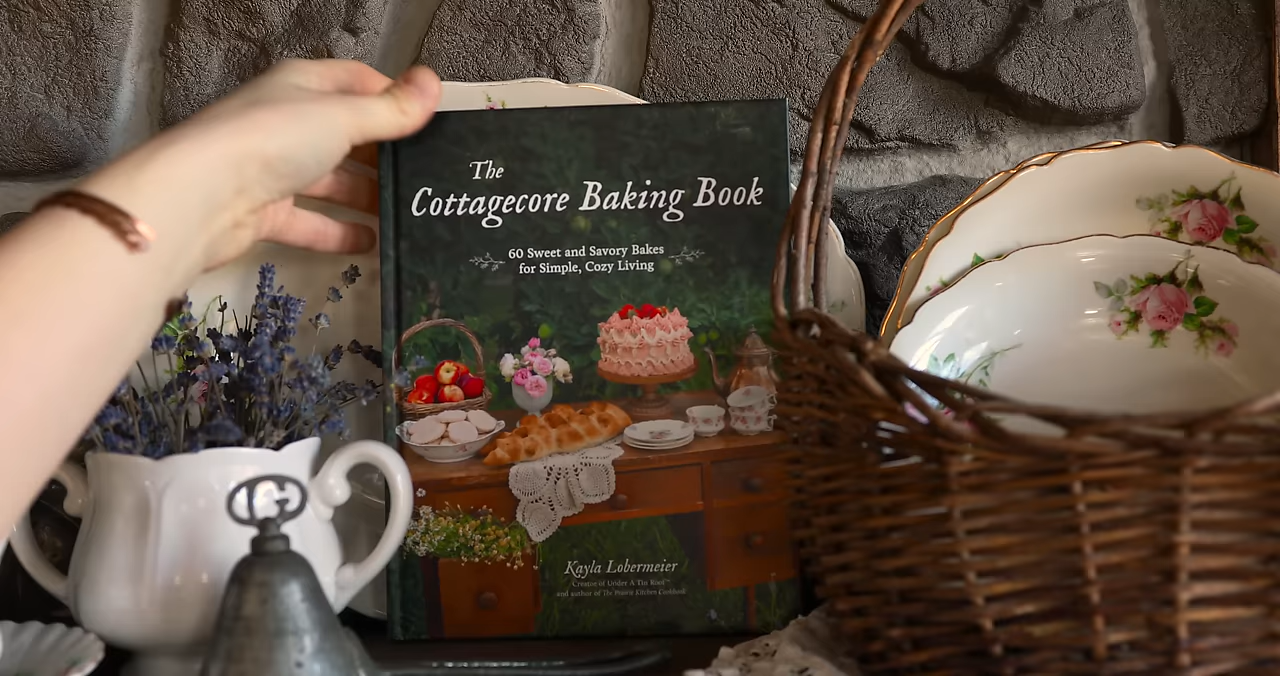 The
Cottagecore Baking Book
60 Sweet and Savory Bakes
for Simple, Cozy Living
Kayla Lobermeier
Creator of Under A Tin Roof™
and author of The Prairie Kitchen Cookbook